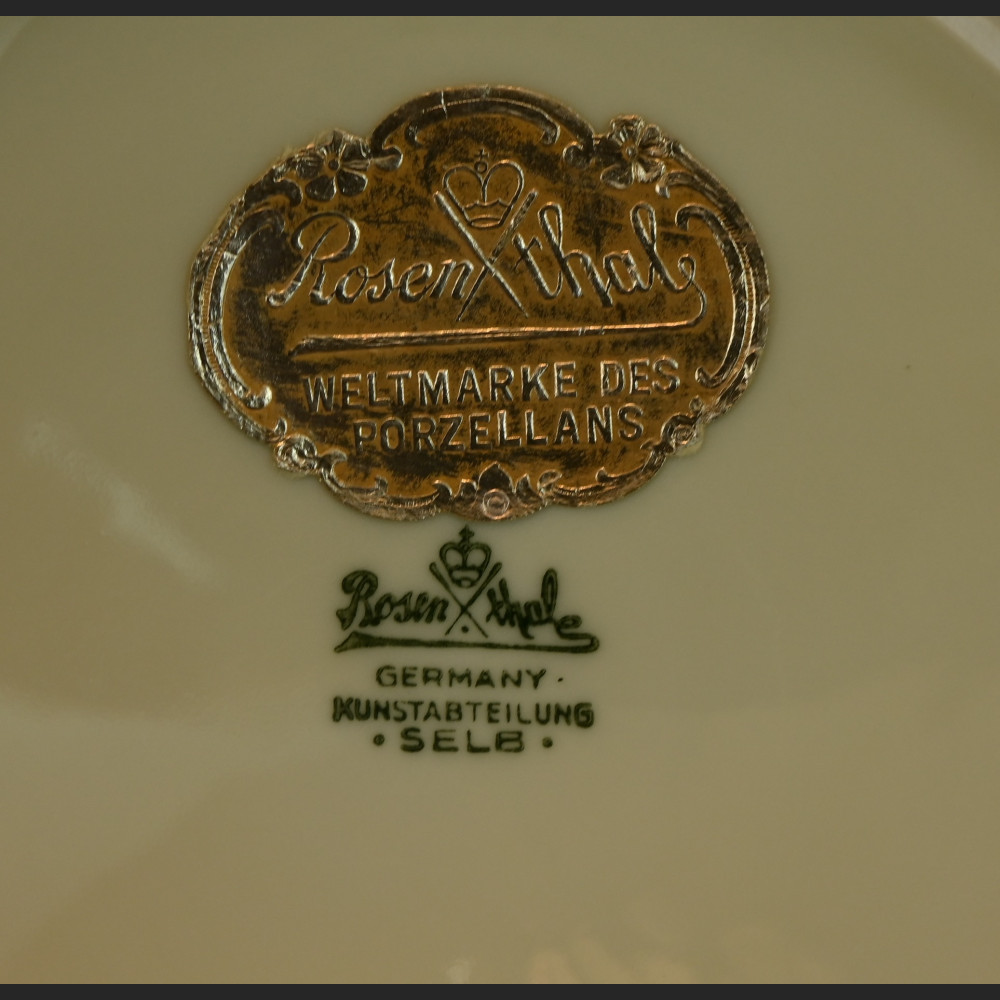 Rosenthal
WELTMARKE DES
PORZELLANS
Rosenthal
GERMANY ·
KUNSTABTEILUNG
· SELB ·